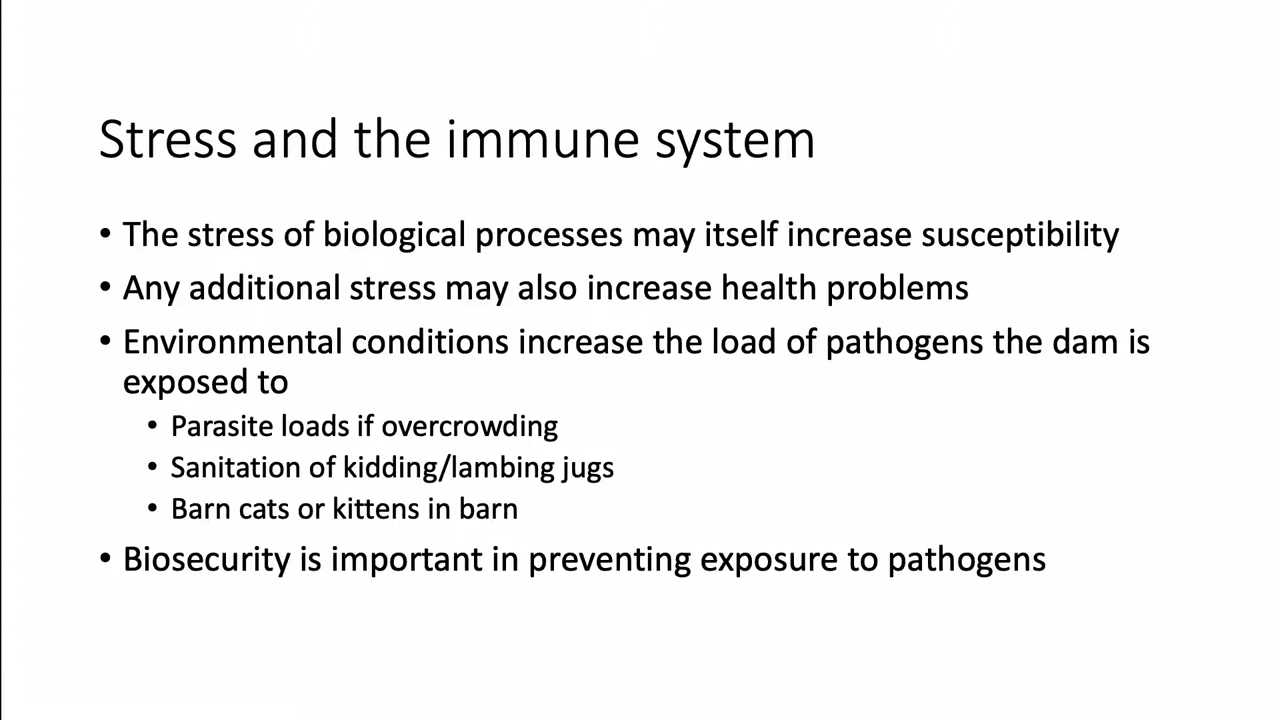 Stress and the immune system
• The stress of biological processes may itself increase susceptibility
• Any additional stress may also increase health problems
• Environmental conditions increase the load of pathogens the dam is
exposed to
• Parasite loads if overcrowding
• Sanitation of kidding/lambing jugs
• Barn cats or kittens in barn
• Biosecurity is important in preventing exposure to pathogens